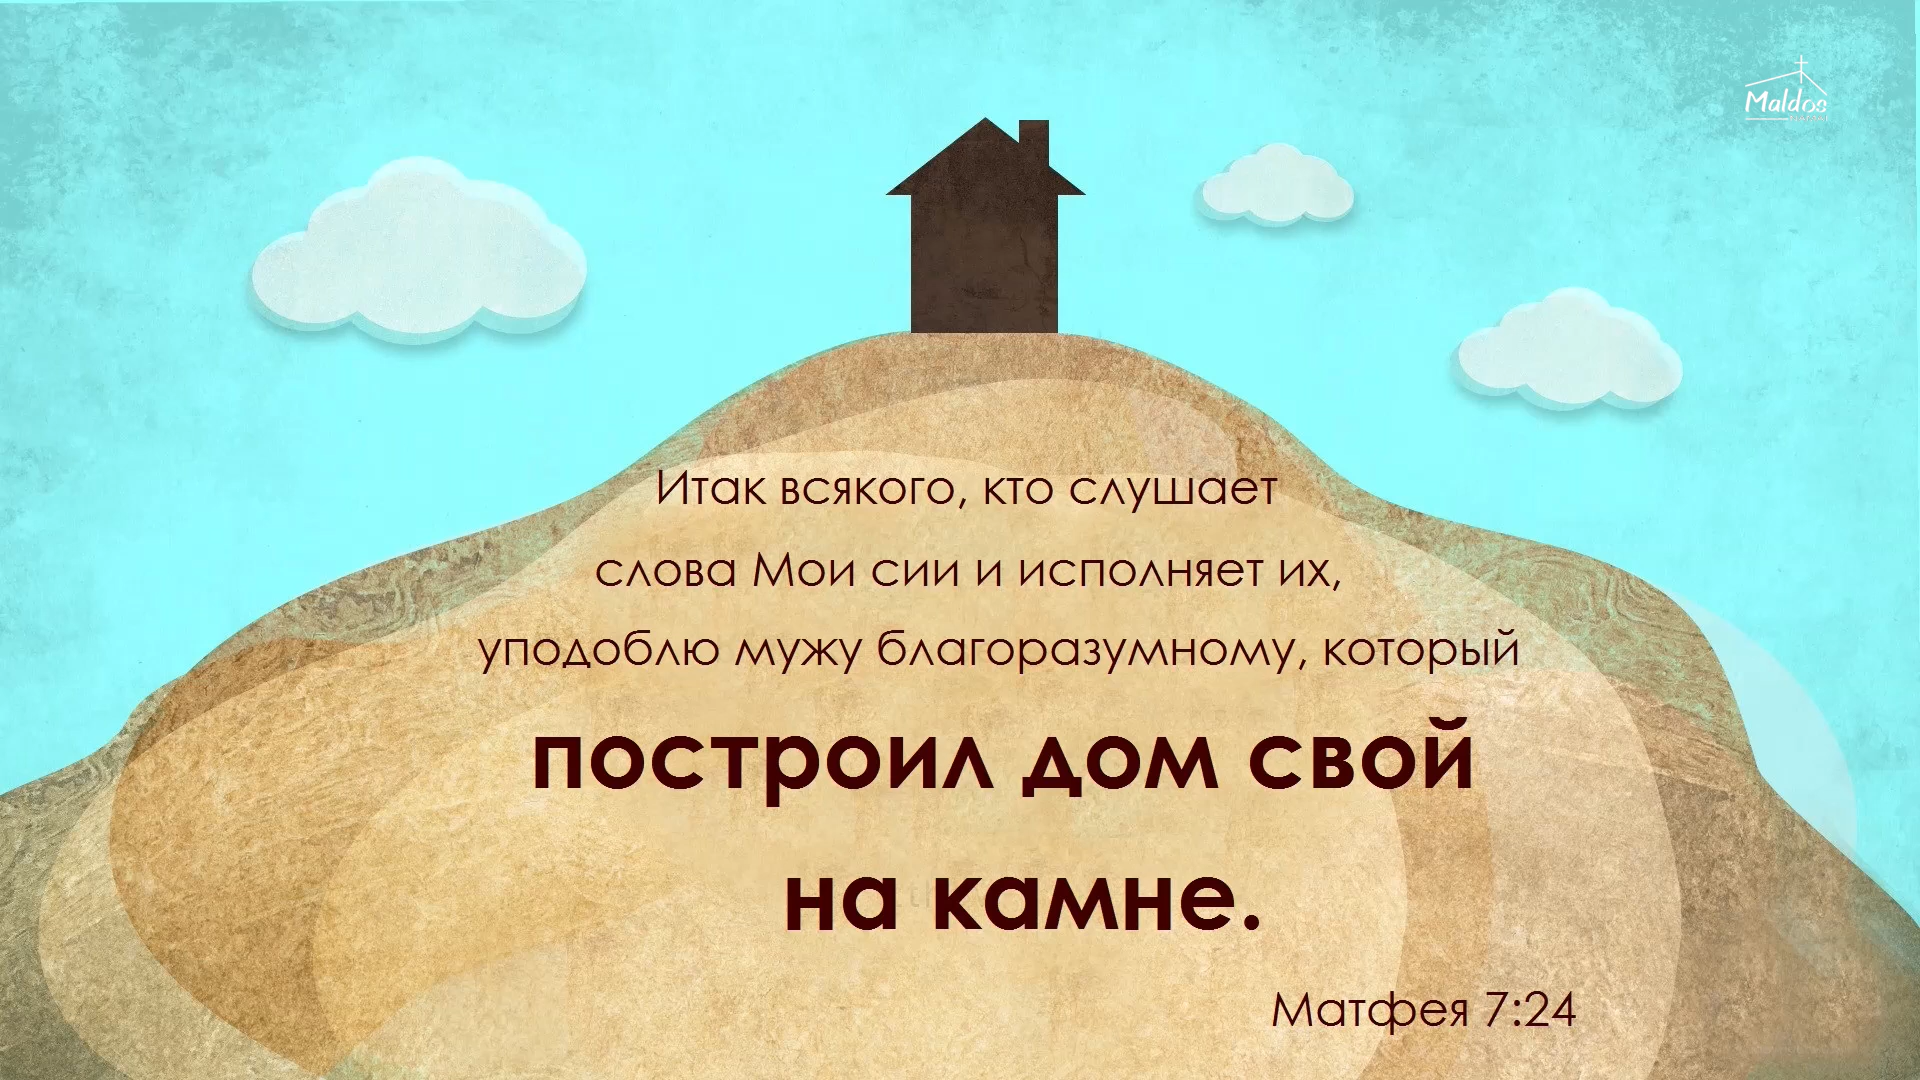 Maldos
Итак всякого, кто слушает
слова Мои сии и исполняет их,
уподоблю мужу благоразумному, который
построил дом свой
на камне.
Матфея 7:24